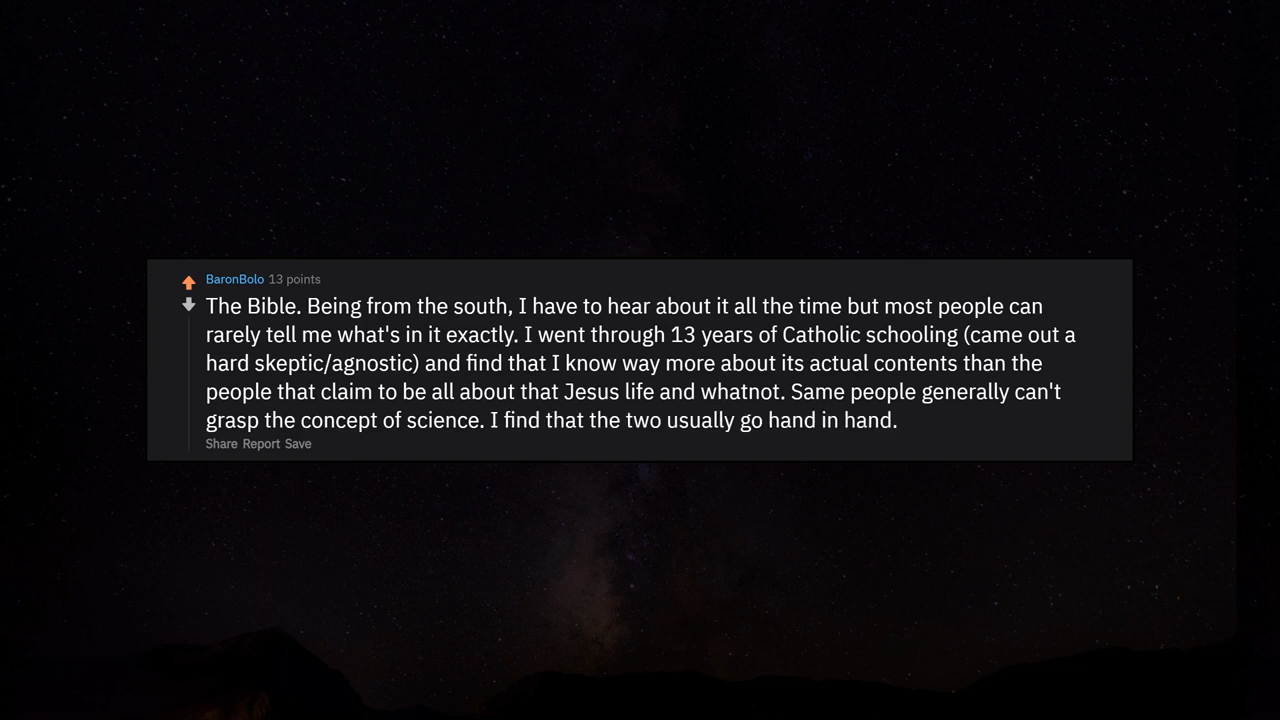 BaronBolo 13 points
The Bible. Being from the south, I have to hear about it all the time but most people can
rarely tell me what's in it exactly. I went through 13 years of Catholic schooling (came out a
hard skeptic/agnostic) and find that I know way more about its actual contents than the
people that claim to be all about that Jesus life and whatnot. Same people generally can't
grasp the concept of science. I find that the two usually go hand in hand.
Share Report Save